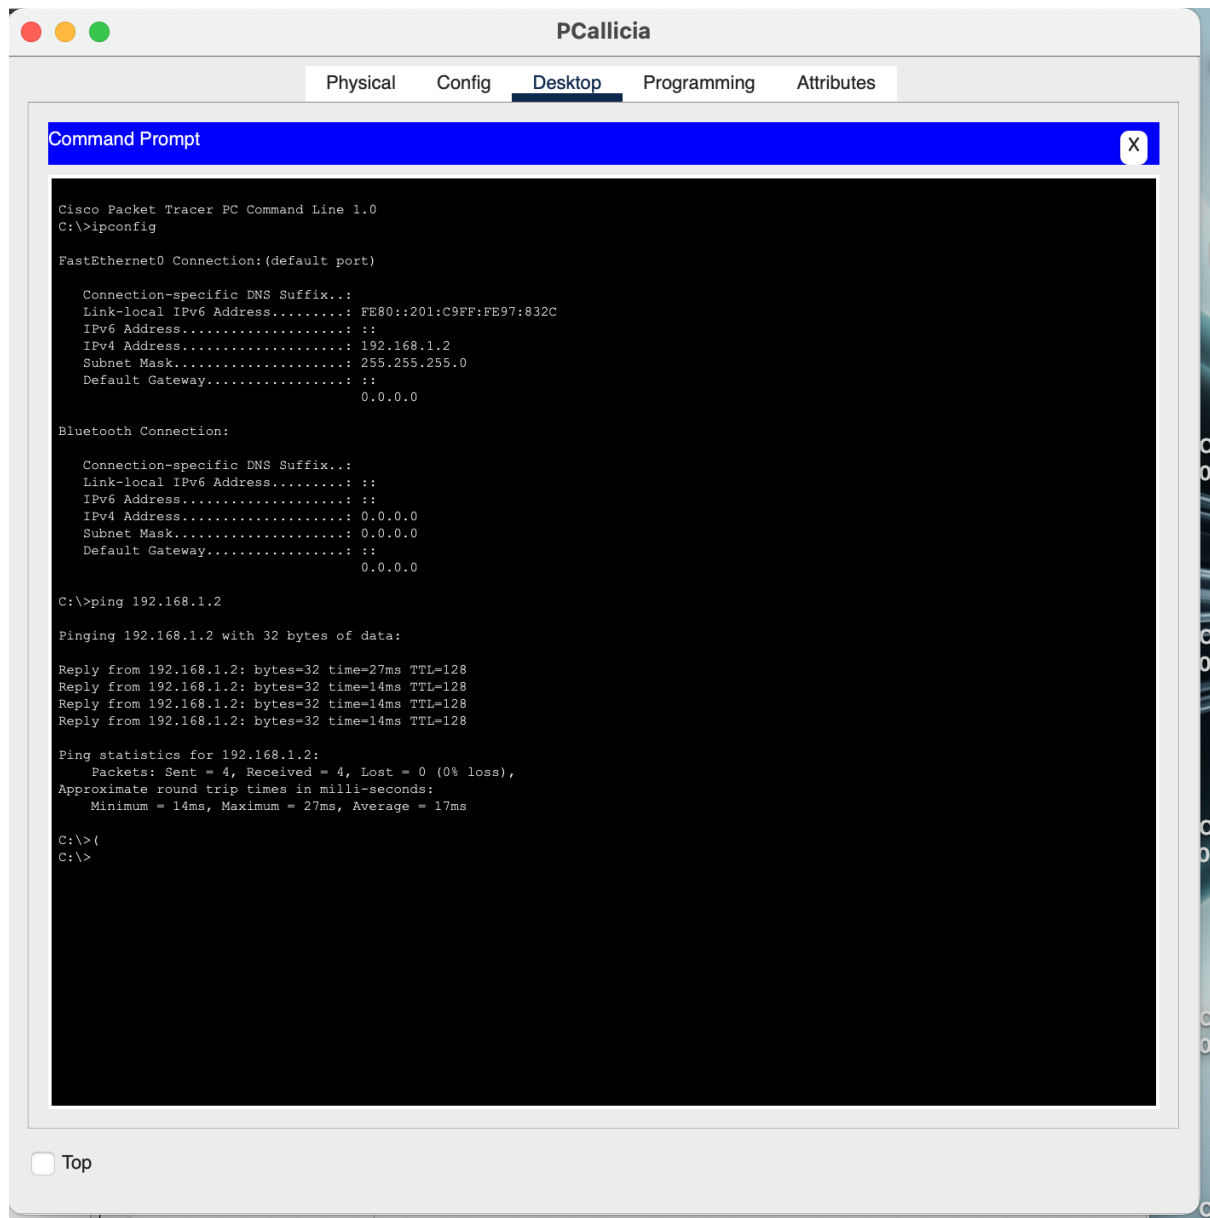 PCallicia
Physical Config Desktop Programming Attributes
Command Prompt
X
Cisco Packet Tracer PC Command Line 1.0
C:\>ipconfig
FastEthernet0 Connection:(default port)
Connection-specific DNS Suffix..:
Link-local IPv6 Address.........: FE80::201:C9FF:FE97:832C
IPv6 Address....................: ::
IPv4 Address....................: 192.168.1.2
Subnet Mask.....................: 255.255.255.0
Default Gateway.................: ::
0.0.0.0
Bluetooth Connection:
Connection-specific DNS Suffix..:
Link-local IPv6 Address.........: ::
IPv6 Address....................: ::
IPv4 Address....................: 0.0.0.0
Subnet Mask.....................: 0.0.0.0
Default Gateway.................: ::
0.0.0.0
C:\>ping 192.168.1.2
Pinging 192.168.1.2 with 32 bytes of data:
Reply from 192.168.1.2: bytes=32 time=27ms TTL=128
Reply from 192.168.1.2: bytes=32 time=14ms TTL=128
Reply from 192.168.1.2: bytes=32 time=14ms TTL=128
Reply from 192.168.1.2: bytes=32 time=14ms TTL=128
Ping statistics for 192.168.1.2:
Packets: Sent = 4, Received = 4, Lost = 0 (0% loss),
Approximate round trip times in milli-seconds:
Minimum = 14ms, Maximum = 27ms, Average = 17ms
C:\>(
C:\>
Top